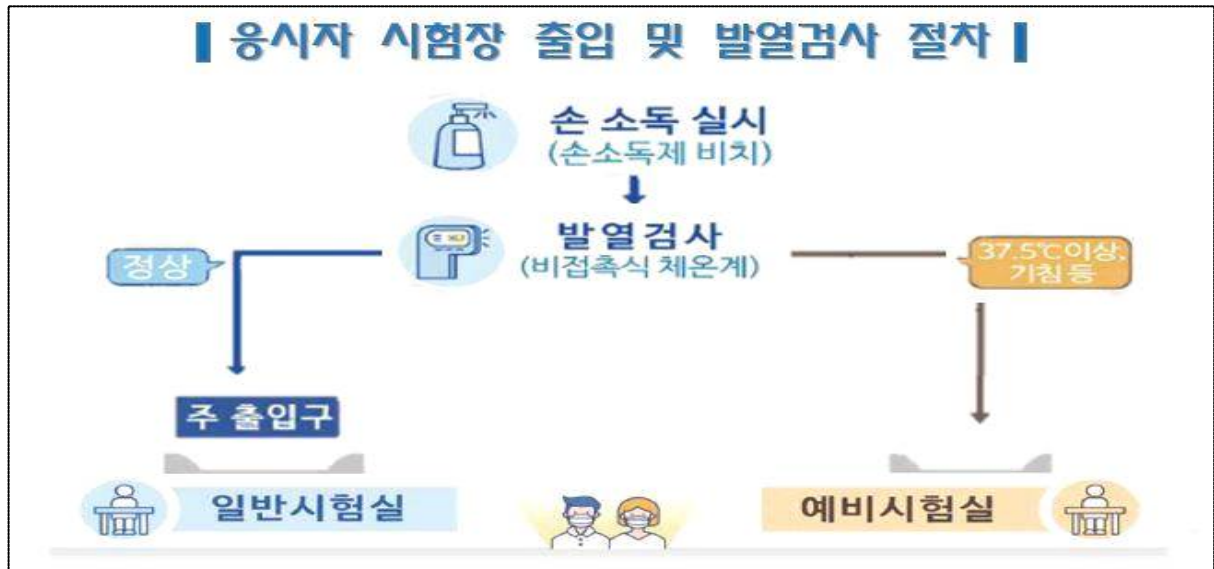 응시자 시험장 출입 및 발열검사 절차
손 소독 실시
(손소독제 비치)
발열검사
(비접촉식 체온계)
정상
37.5℃이상,
기침 등
주 출입구
일반시험실
예비시험실